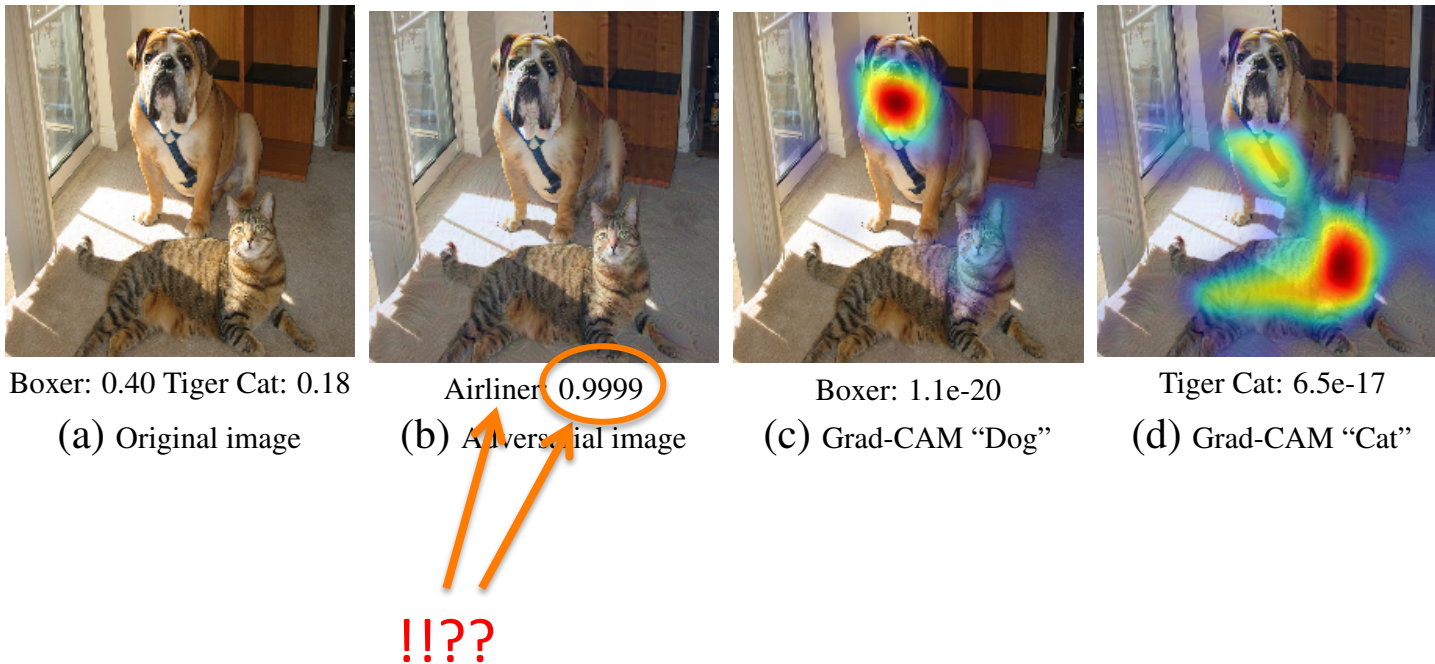 Boxer: 0.40 Tiger Cat: 0.18
(a) Original image
Airliner: 0.9999
(b) Adversarial image
Boxer: 1.1e-20
(c) Grad-CAM “Dog”
Tiger Cat: 6.5e-17
(d) Grad-CAM “Cat”
!!??